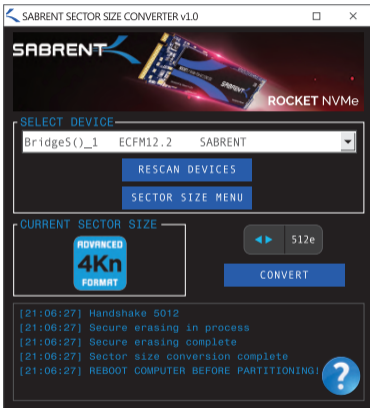 SABRENT SECTOR SIZE CONVERTER v1.0
SABRENT
SABRENT
ROCKET NVMe
SELECT DEVICE
BridgeS()_1 ECFM12.2 SABRENT
RESCAN DEVICES
SECTOR SIZE MENU
CURRENT SECTOR SIZE
ADVANCED
4Kn
FORMAT
512e
CONVERT
[21:06:27] Handshake 5012
[21:06:27] Secure erasing in process
[21:06:27] Secure erasing complete
[21:06:27] Sector size conversion complete
[21:06:27] REBOOT COMPUTER BEFORE PARTITIONING!
?